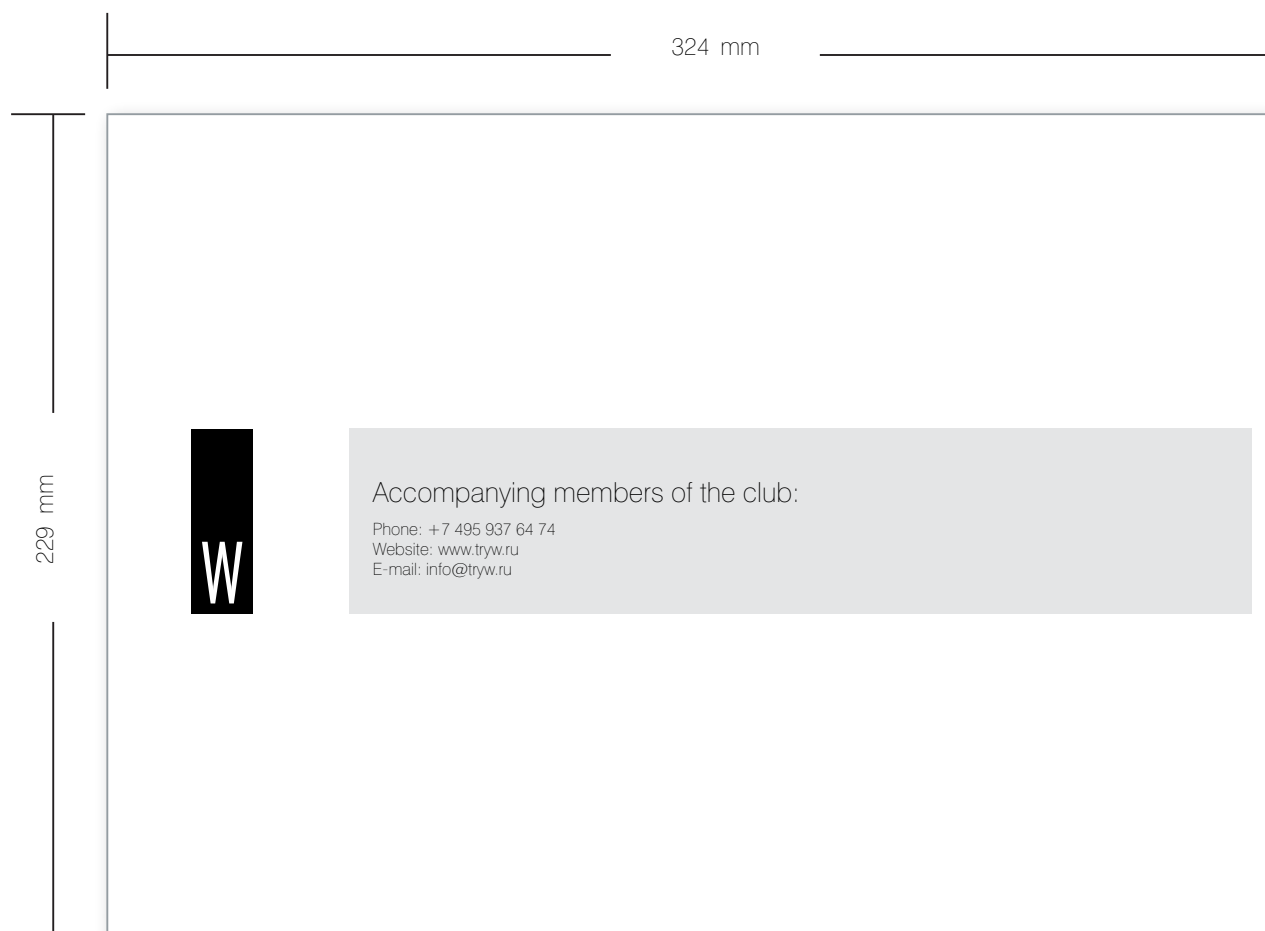 324 mm
229 mm
W
Accompanying members of the club:
Phone: +7 495 937 64 74
Website: www.tryw.ru
E-mail: info@tryw.ru